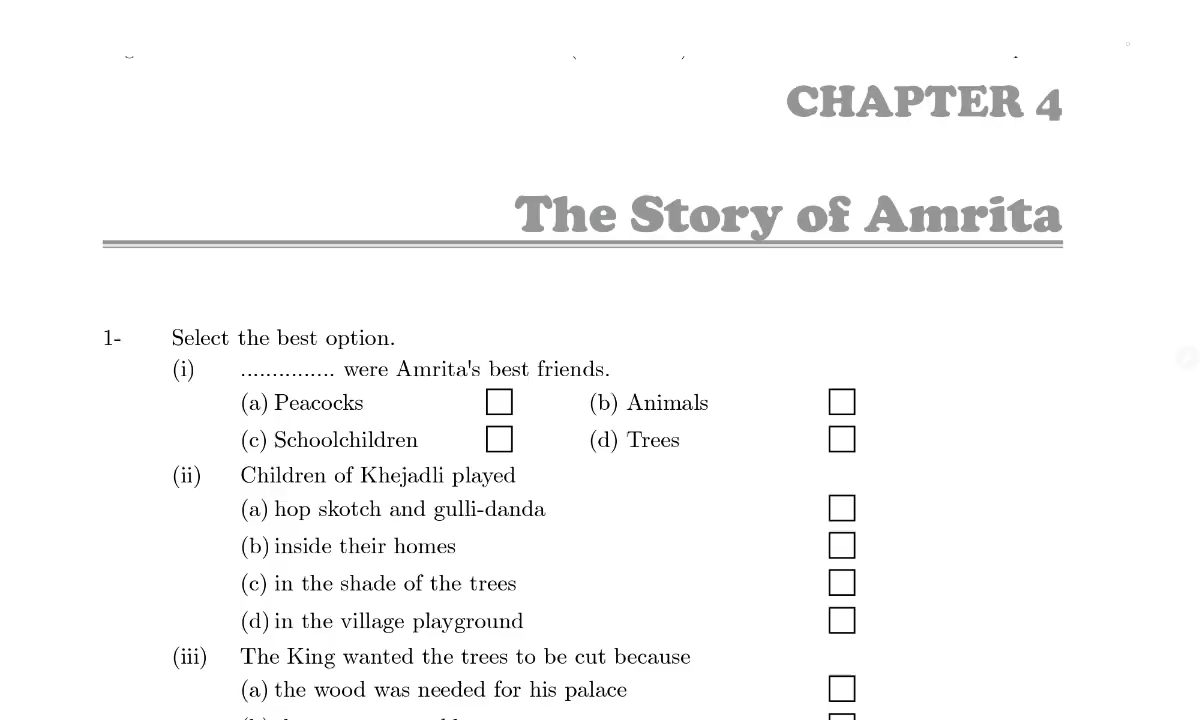 CHAPTER 4
The Story of Amrita
1- Select the best option.
(i) ............... were Amrita's best friends.
(a) Peacocks (b) Animals
(c) Schoolchildren (d) Trees
(ii) Children of Khejadli played
(a) hop skotch and gulli-danda
(b) inside their homes
(c) in the shade of the trees
(d) in the village playground
(iii) The King wanted the trees to be cut because
(a) the wood was needed for his palace